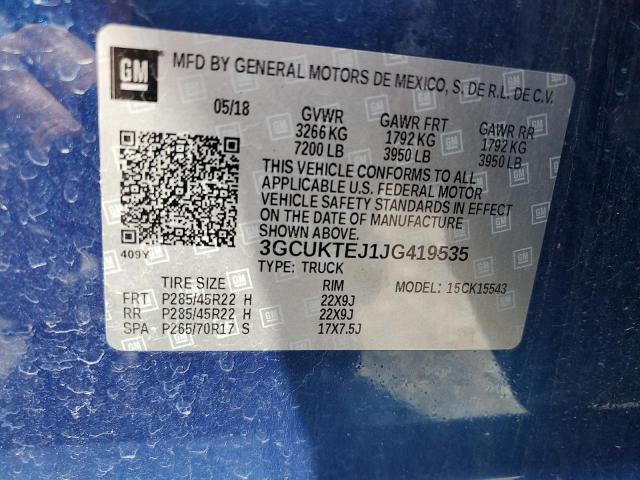 GM MFD BY GENERAL MOTORS DE MEXICO, S. DE R.L. DE C.V.
05/18 GVWR GAWR FRT GAWR RR
3266 KG 1792 KG 1792 KG
7200 LB 3950 LB 3950 LB
THIS VEHICLE CONFORMS TO ALL
APPLICABLE U.S. FEDERAL MOTOR
VEHICLE SAFETY STANDARDS IN EFFECT
ON THE DATE OF MANUFACTURE
SHOWN ABOVE.
409Y 3GCUKTEJ1JG419535
TYPE: TRUCK MODEL: 15CK15543
TIRE SIZE RIM
FRT P285/45R22 H 22X9J
RR P285/45R22 H 22X9J
SPA P265/70R17 S 17X7.5J